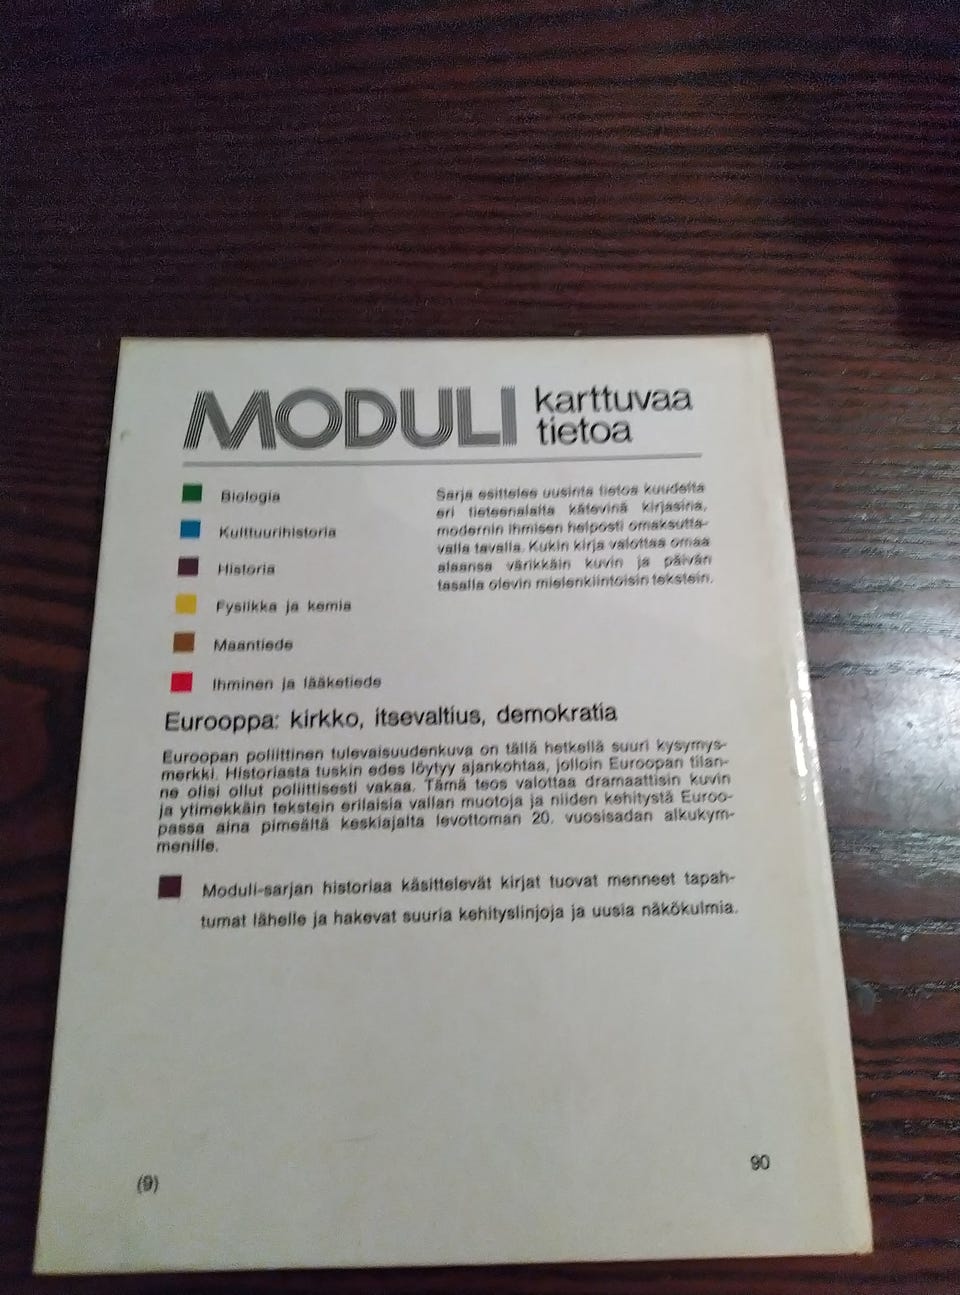 MODULI karttuvaa
tietoa
Biologia
Kulttuurihistoria
Historia
Fysiikka ja kemia
Maantiede
Ihminen ja lääketiede
Sarja esittelee uusinta tietoa kuudelta
eri tieteenalalta kätevinä kirjasina,
modernin ihmisen helposti omaksutta-
valla tavalla. Kukin kirja valottaa omaa
alaansa värikkäin kuvin ja päivän
tasalla olevin mielenkiintoisin tekstein.
Eurooppa: kirkko, itsevaltius, demokratia
Euroopan poliittinen tulevaisuudenkuva on tällä hetkellä suuri kysymys-
merkki. Historiasta tuskin edes löytyy ajankohtaa, jolloin Euroopan tilan-
ne olisi ollut poliittisesti vakaa. Tämä teos valottaa dramaattisin kuvin
ja ytimekkäin tekstein erilaisia vallan muotoja ja niiden kehitystä Euroo-
passa aina pimeältä keskiajalta levottoman 20. vuosisadan alkukym-
menille.
Moduli-sarjan historiaa käsittelevät kirjat tuovat menneet tapah-
tumat lähelle ja hakevat suuria kehityslinjoja ja uusia näkökulmia.
90
(9)